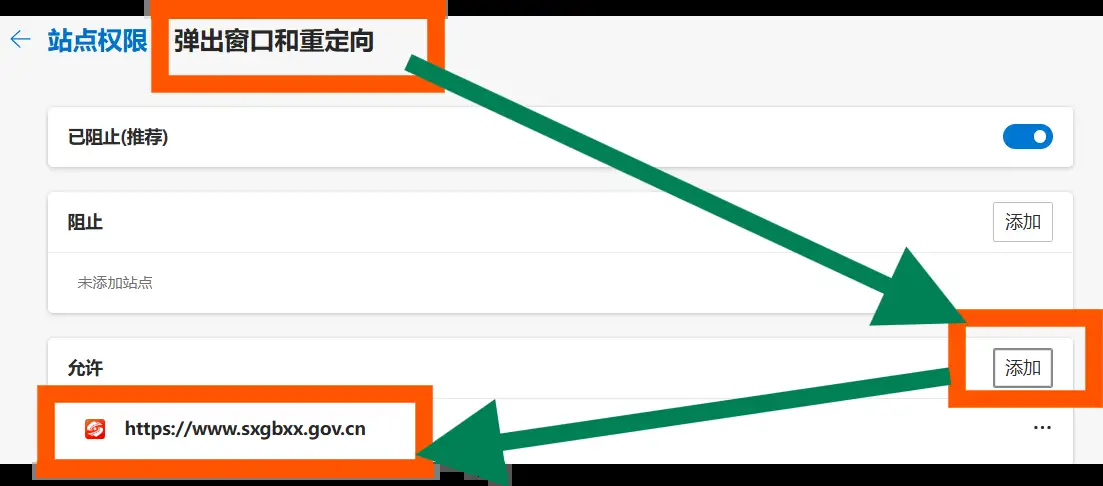 站点权限 弹出窗口和重定向
已阻止(推荐)
阻止 添加
未添加站点
允许 添加
https://www.sxgbxx.gov.cn